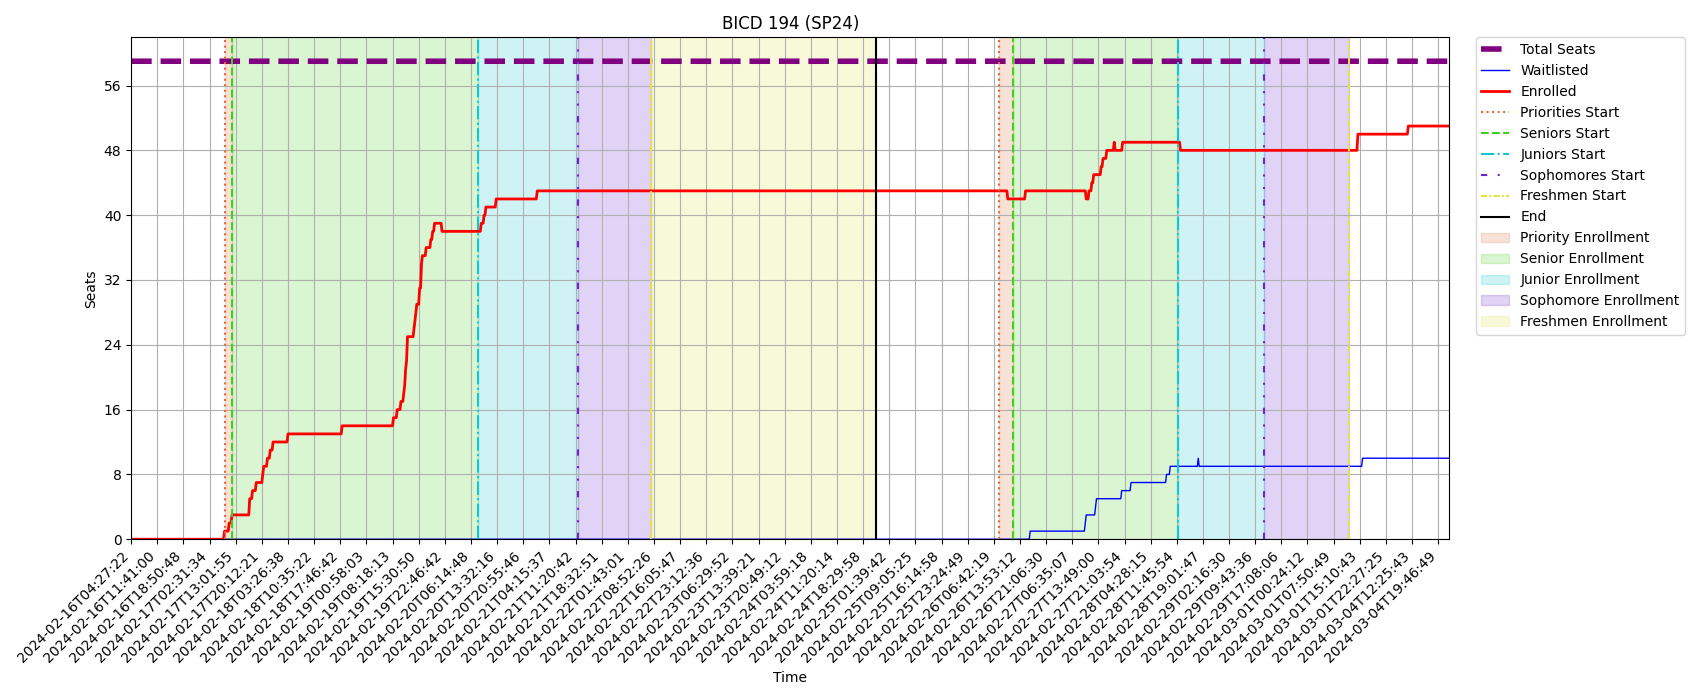 BICD 194 (SP24)
Seats
56
48
40
32
24
16
8
0
2024-02-16T04:27:22
2024-02-16T11:41:00
2024-02-16T18:50:48
2024-02-17T02:31:34
2024-02-17T13:01:55
2024-02-17T20:12:21
2024-02-18T03:26:38
2024-02-18T10:35:22
2024-02-18T17:46:42
2024-02-19T00:58:03
2024-02-19T08:18:13
2024-02-19T15:30:50
2024-02-19T22:46:42
2024-02-20T06:14:48
2024-02-20T13:32:16
2024-02-20T20:55:46
2024-02-21T04:15:37
2024-02-21T11:20:42
2024-02-21T18:32:51
2024-02-22T01:43:01
2024-02-22T08:52:26
2024-02-22T16:05:47
2024-02-22T23:12:36
2024-02-23T06:29:52
2024-02-23T13:39:21
2024-02-23T20:49:12
2024-02-24T03:59:18
2024-02-24T11:20:14
2024-02-24T18:29:58
2024-02-25T01:39:42
2024-02-25T09:05:25
2024-02-25T16:14:58
2024-02-25T23:24:49
2024-02-26T06:42:19
2024-02-26T13:53:12
2024-02-26T21:06:30
2024-02-27T06:35:07
2024-02-27T13:49:00
2024-02-27T21:03:54
2024-02-28T04:28:15
2024-02-28T11:45:54
2024-02-28T19:01:47
2024-02-29T02:16:30
2024-02-29T09:43:36
2024-02-29T17:08:06
2024-03-01T00:24:12
2024-03-01T07:50:49
2024-03-01T15:10:43
2024-03-01T22:27:25
2024-03-04T12:25:43
2024-03-04T19:46:49
Time
Total Seats
Waitlisted
Enrolled
Priorities Start
Seniors Start
Juniors Start
Sophomores Start
Freshmen Start
End
Priority Enrollment
Senior Enrollment
Junior Enrollment
Sophomore Enrollment
Freshmen Enrollment